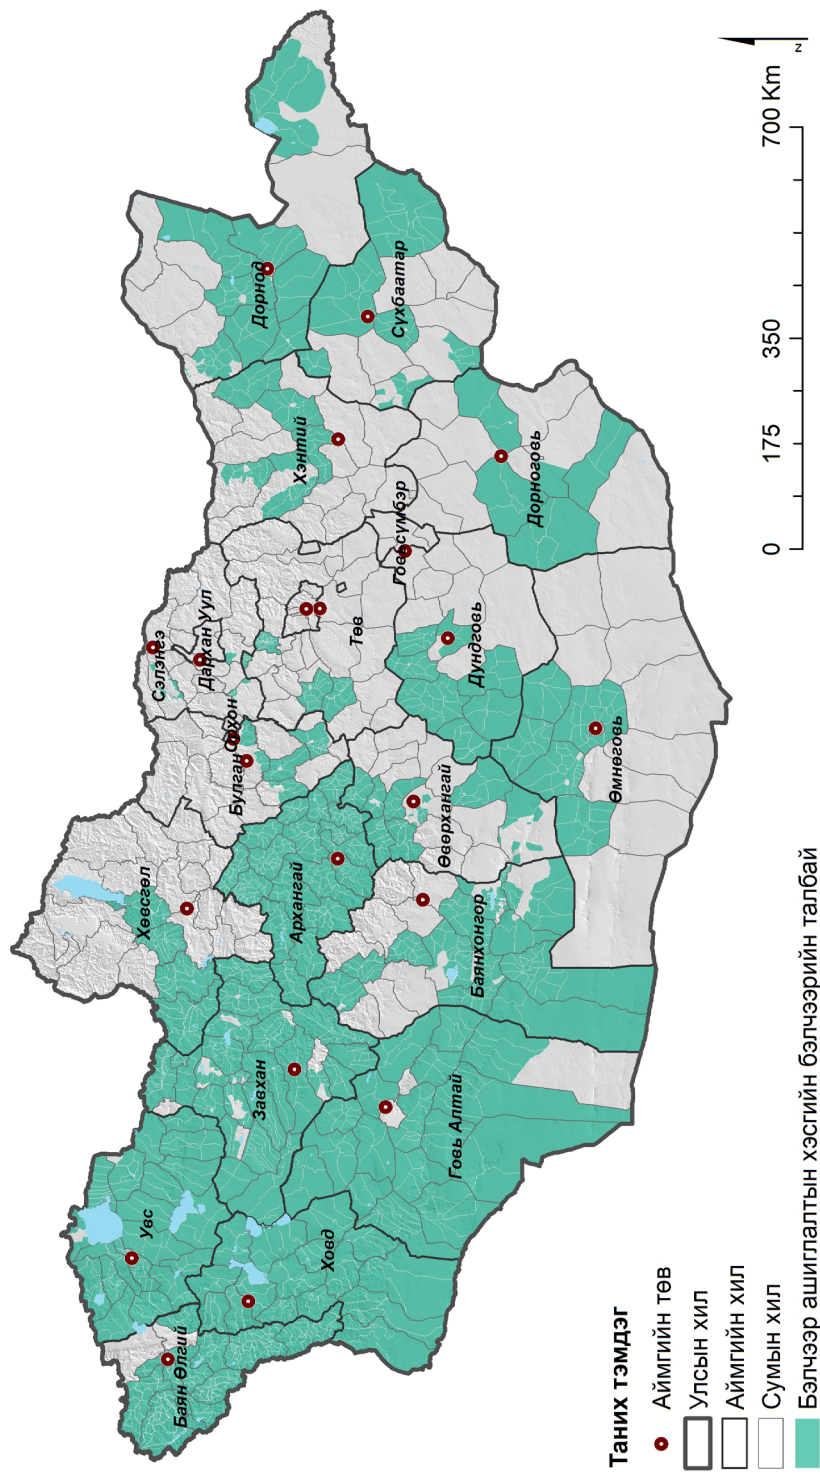 Баян Өлгий
Увс
Ховд
Завхан
Говь Алтай
Хөвсгөл
Архангай
Баянхонгор
Өвөрхангай
Булган
Орхон
Сэлэнгэ
Дархан Уул
Төв
Дундговь
Өмнөговь
Говьсүмбэр
Хэнтий
Дорноговь
Дорнод
Сүхбаатар
Таних тэмдэг
Аймгийн төв
Улсын хил
Аймгийн хил
Сумын хил
Бэлчээр ашиглалтын хэсгийн бэлчээрийн талбай
0 175 350 700 Km
N